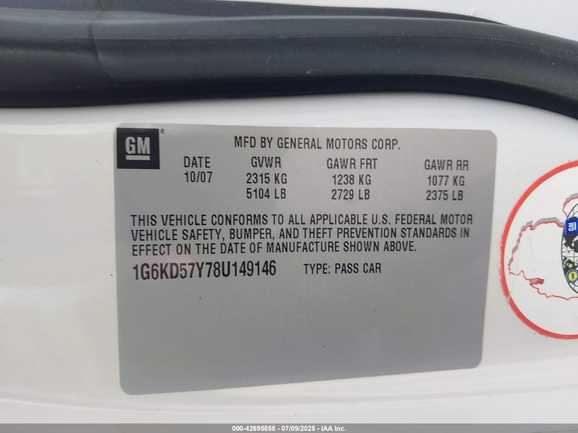 GM ®
MFD BY GENERAL MOTORS CORP.
DATE GVWR GAWR FRT GAWR RR
10/07 2315 KG 1238 KG 1077 KG
5104 LB 2729 LB 2375 LB
THIS VEHICLE CONFORMS TO ALL APPLICABLE U.S. FEDERAL MOTOR
VEHICLE SAFETY, BUMPER, AND THEFT PREVENTION STANDARDS IN
EFFECT ON THE DATE OF MANUFACTURE SHOWN ABOVE.
1G6KD57Y78U149146 TYPE: PASS CAR
000-42695858 - 07/09/2025 - IAA Inc.